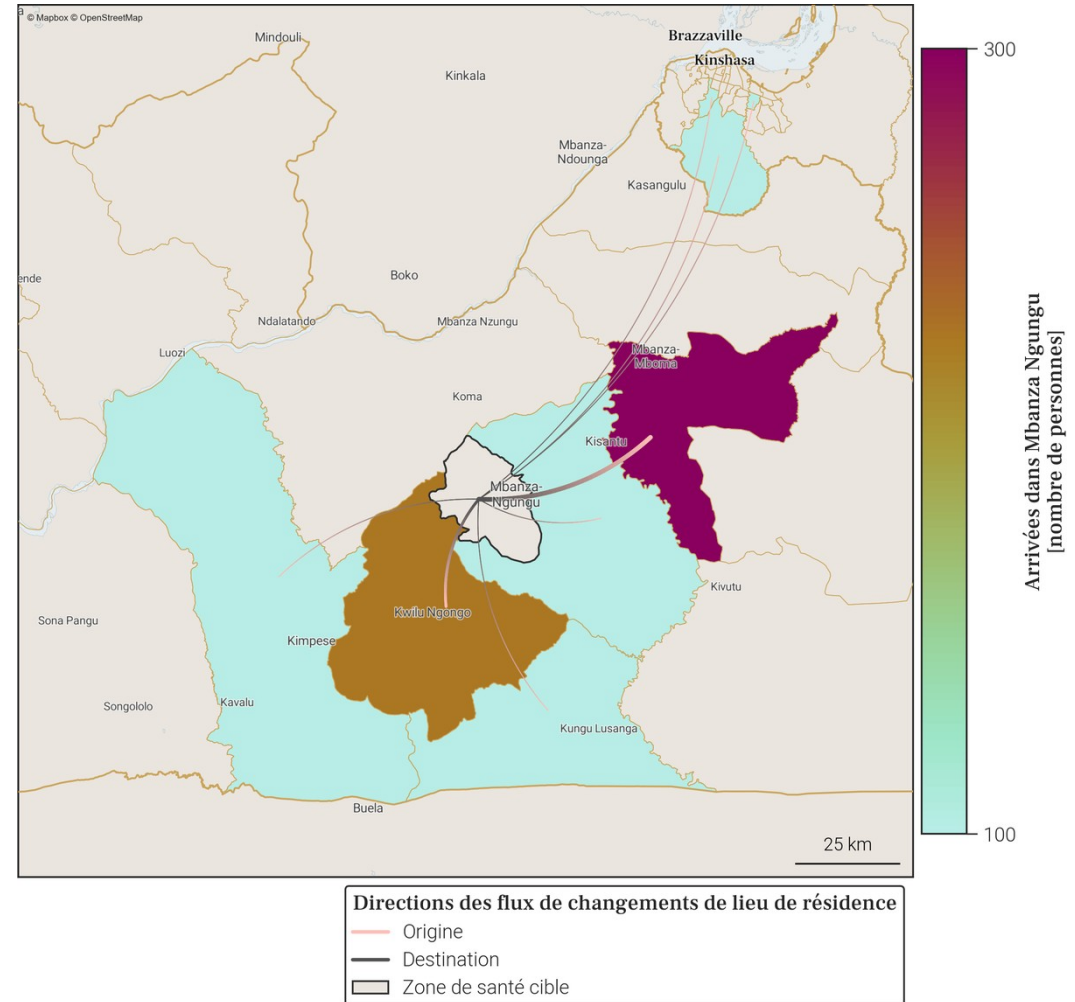 © Mapbox © OpenStreetMap
Mindouli
Brazzaville
Kinshasa
Kinkala
Mbanza-
Ndounga
Kasangulu
Boko
ende
Ndalatando
Mbanza Nzungu
Luozi
Mbanza-
Mboma
Koma
Kisantu
Mbanza-
Ngungu
Kivutu
Kwilu Ngongo
Sona Pangu
Kimpese
Songololo
Kavalu
Kungu Lusanga
Buela
25 km
300
100
Arrivées dans Mbanza Ngungu
[nombre de personnes]
Directions des flux de changements de lieu de résidence
Origine
Destination
Zone de santé cible